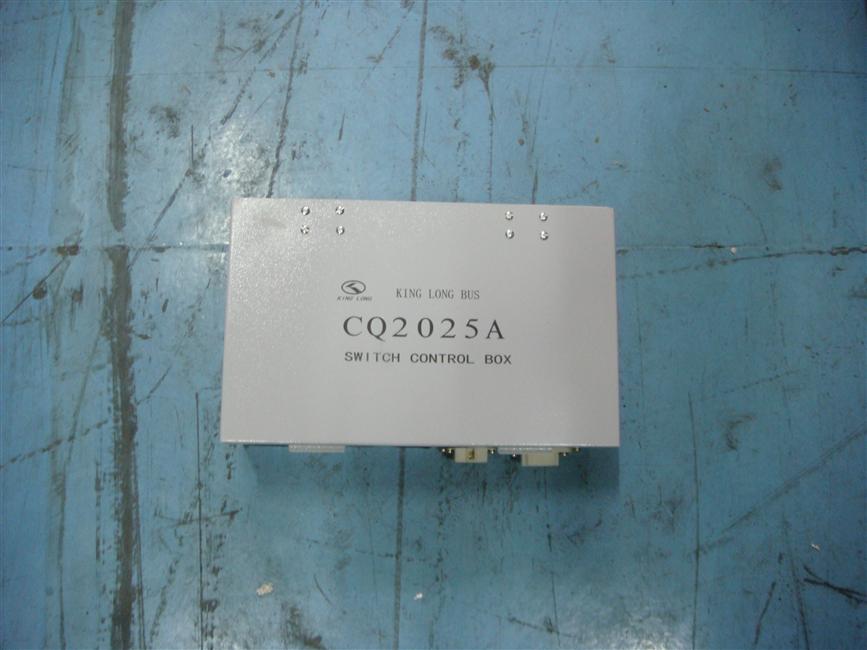 KING LONG KING LONG BUS
CQ2025A
SWITCH CONTROL BOX